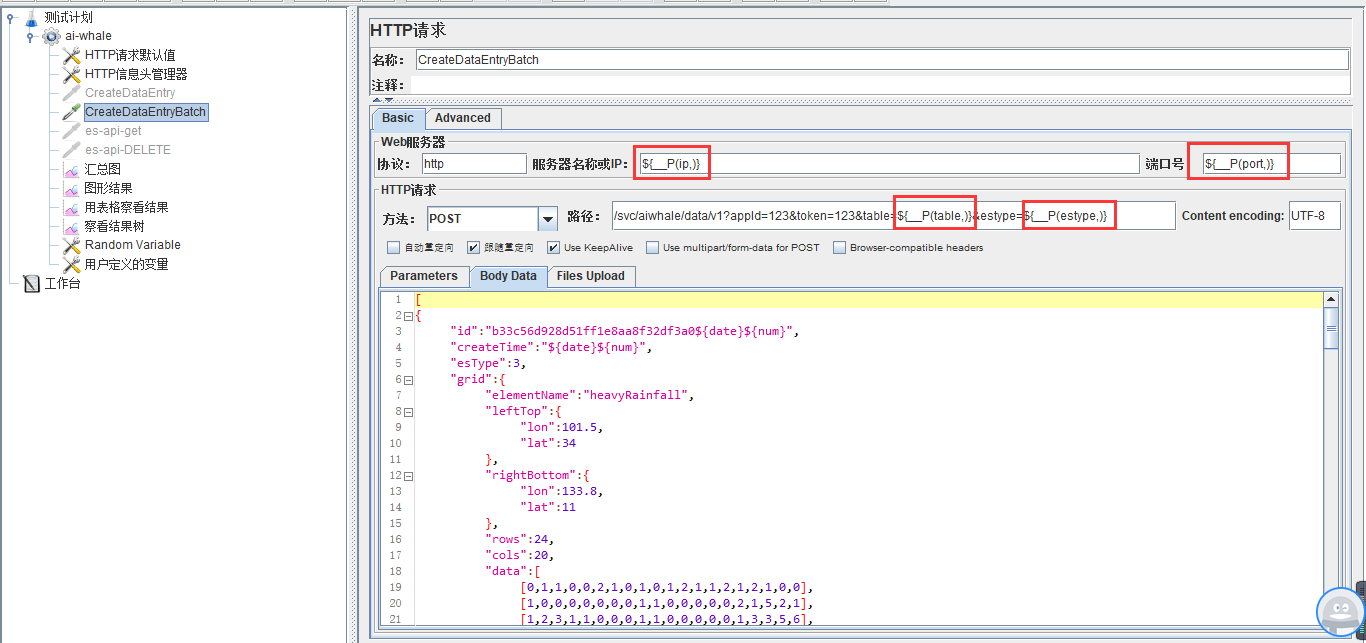 测试计划
ai-whale
HTTP请求默认值
HTTP信息头管理器
CreateDataEntry
CreateDataEntryBatch
es-api-get
es-api-DELETE
汇总图
图形结果
用表格察看结果
察看结果树
Random Variable
用户定义的变量
工作台
HTTP请求
名称： CreateDataEntryBatch
注释：
Basic Advanced
Web服务器
协议： http 服务器名称或IP： ${__P(ip,)} 端口号 ${__P(port,)}
HTTP请求
方法： POST 路径： /svc/aiwhale/data/v1?appId=123&token=123&table=${__P(table,)}&estype=${__P(estype,)} Content encoding: UTF-8
自动重定向 跟随重定向 Use KeepAlive Use multipart/form-data for POST Browser-compatible headers
Parameters Body Data Files Upload
1 [
2 {
3 "id":"b33c56d928d51ff1e8aa8f32df3a0${date}${num}",
4 "createTime":"${date}${num}",
5 "esType":3,
6 "grid":{
7 "elementName":"heavyRainfall",
8 "leftTop":{
9 "lon":101.5,
10 "lat":34
11 },
12 "rightBottom":{
13 "lon":133.8,
14 "lat":11
15 },
16 "rows":24,
17 "cols":20,
18 "data":[
19 [0,1,1,0,0,2,1,0,1,0,1,2,1,1,2,1,2,1,0,0],
20 [1,0,0,0,0,0,0,0,1,1,0,0,0,0,0,2,1,5,2,1],
21 [1,2,3,1,1,0,0,0,1,1,0,0,0,0,0,1,3,3,5,6],